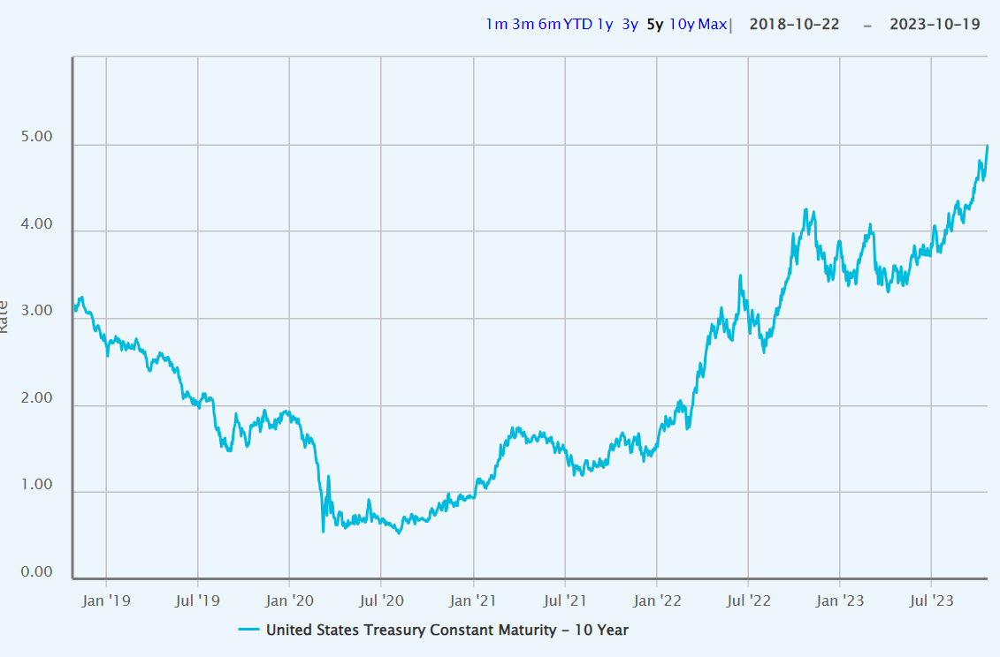 1m 3m 6m YTD 1y 3y 5y 10y Max| 2018-10-22 – 2023-10-19
5.00
4.00
3.00
Rate
2.00
1.00
0.00
Jan '19 Jul '19 Jan '20 Jul '20 Jan '21 Jul '21 Jan '22 Jul '22 Jan '23 Jul '23
United States Treasury Constant Maturity - 10 Year